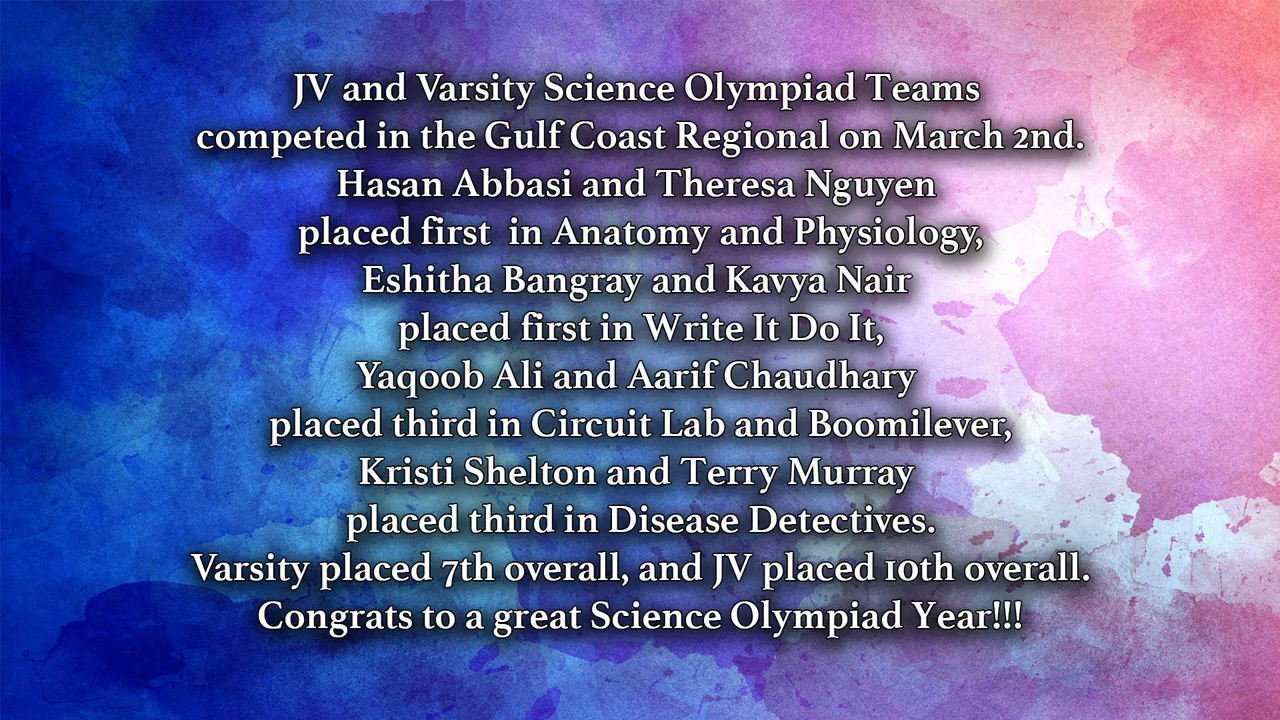 JV and Varsity Science Olympiad Teams
competed in the Gulf Coast Regional on March 2nd.
Hasan Abbasi and Theresa Nguyen
placed first  in Anatomy and Physiology,
Eshitha Bangray and Kavya Nair
placed first in Write It Do It,
Yaqoob Ali and Aarif Chaudhary
placed third in Circuit Lab and Boomilever,
Kristi Shelton and Terry Murray
placed third in Disease Detectives.
Varsity placed 7th overall, and JV placed 10th overall.
Congrats to a great Science Olympiad Year!!!